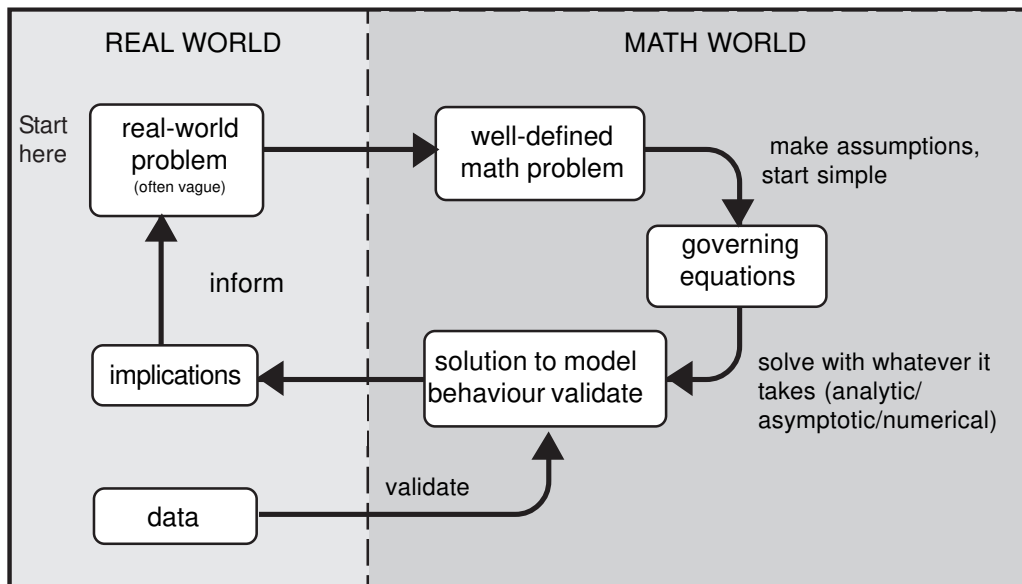 REAL WORLD
MATH WORLD
Start
here
real-world
problem
(often vague)
well-defined
math problem
make assumptions,
start simple
governing
equations
inform
implications
solution to model
behaviour validate
solve with whatever it
takes (analytic/
asymptotic/numerical)
validate
data